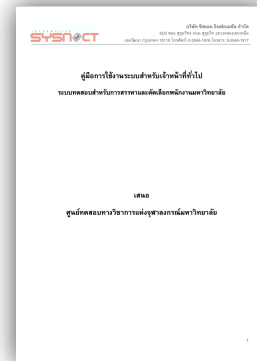 บริษัท ซิสเนค อินฟอร์เมชั่น จำกัด
INFORMATION
SYSNECT
คู่มือการใช้งานระบบสำหรับเจ้าหน้าที่ทั่วไป
ระบบทดสอบสำหรับการสรรหาและคัดเลือกพนักงานมหาวิทยาลัย
เสนอ
ศูนย์ทดสอบทางวิชาการแห่งจุฬาลงกรณ์มหาวิทยาลัย